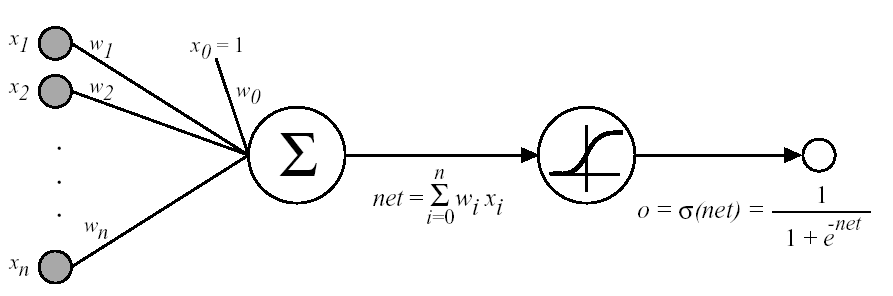 x1
w1
x0 = 1
x2
w2
w0
Σ
.
.
.
wn
xn
net = Σ i=0 n wi xi
o = σ(net) = 1 / 1 + e^-net